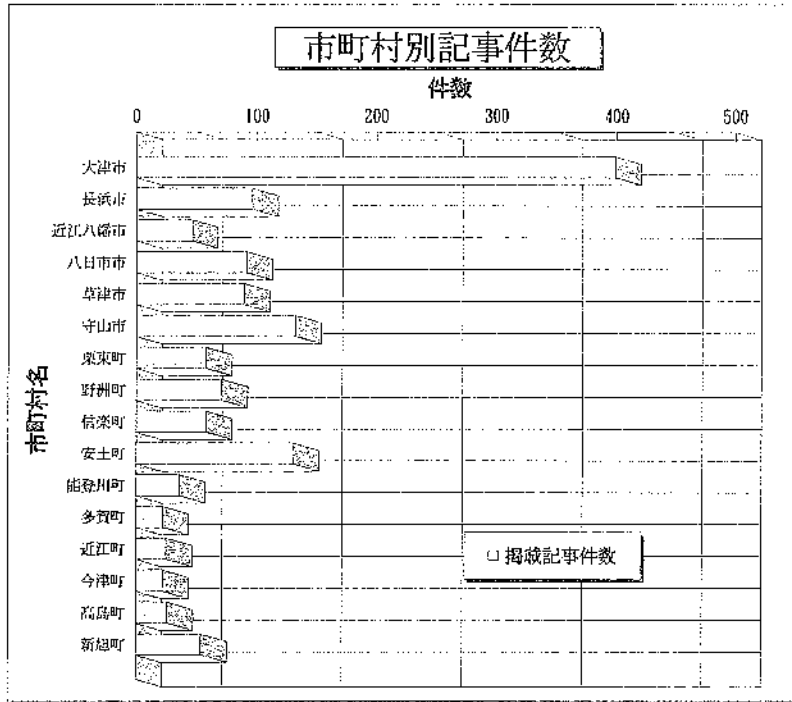 市町村別記事件数
件数
0 100 200 300 400 500
大津市
長浜市
近江八幡市
八日市市
草津市
守山市
栗東町
野洲町
信楽町
安土町
能登川町
多賀町
近江町
今津町
高島町
新旭町
市町村名
□ 掲載記事件数